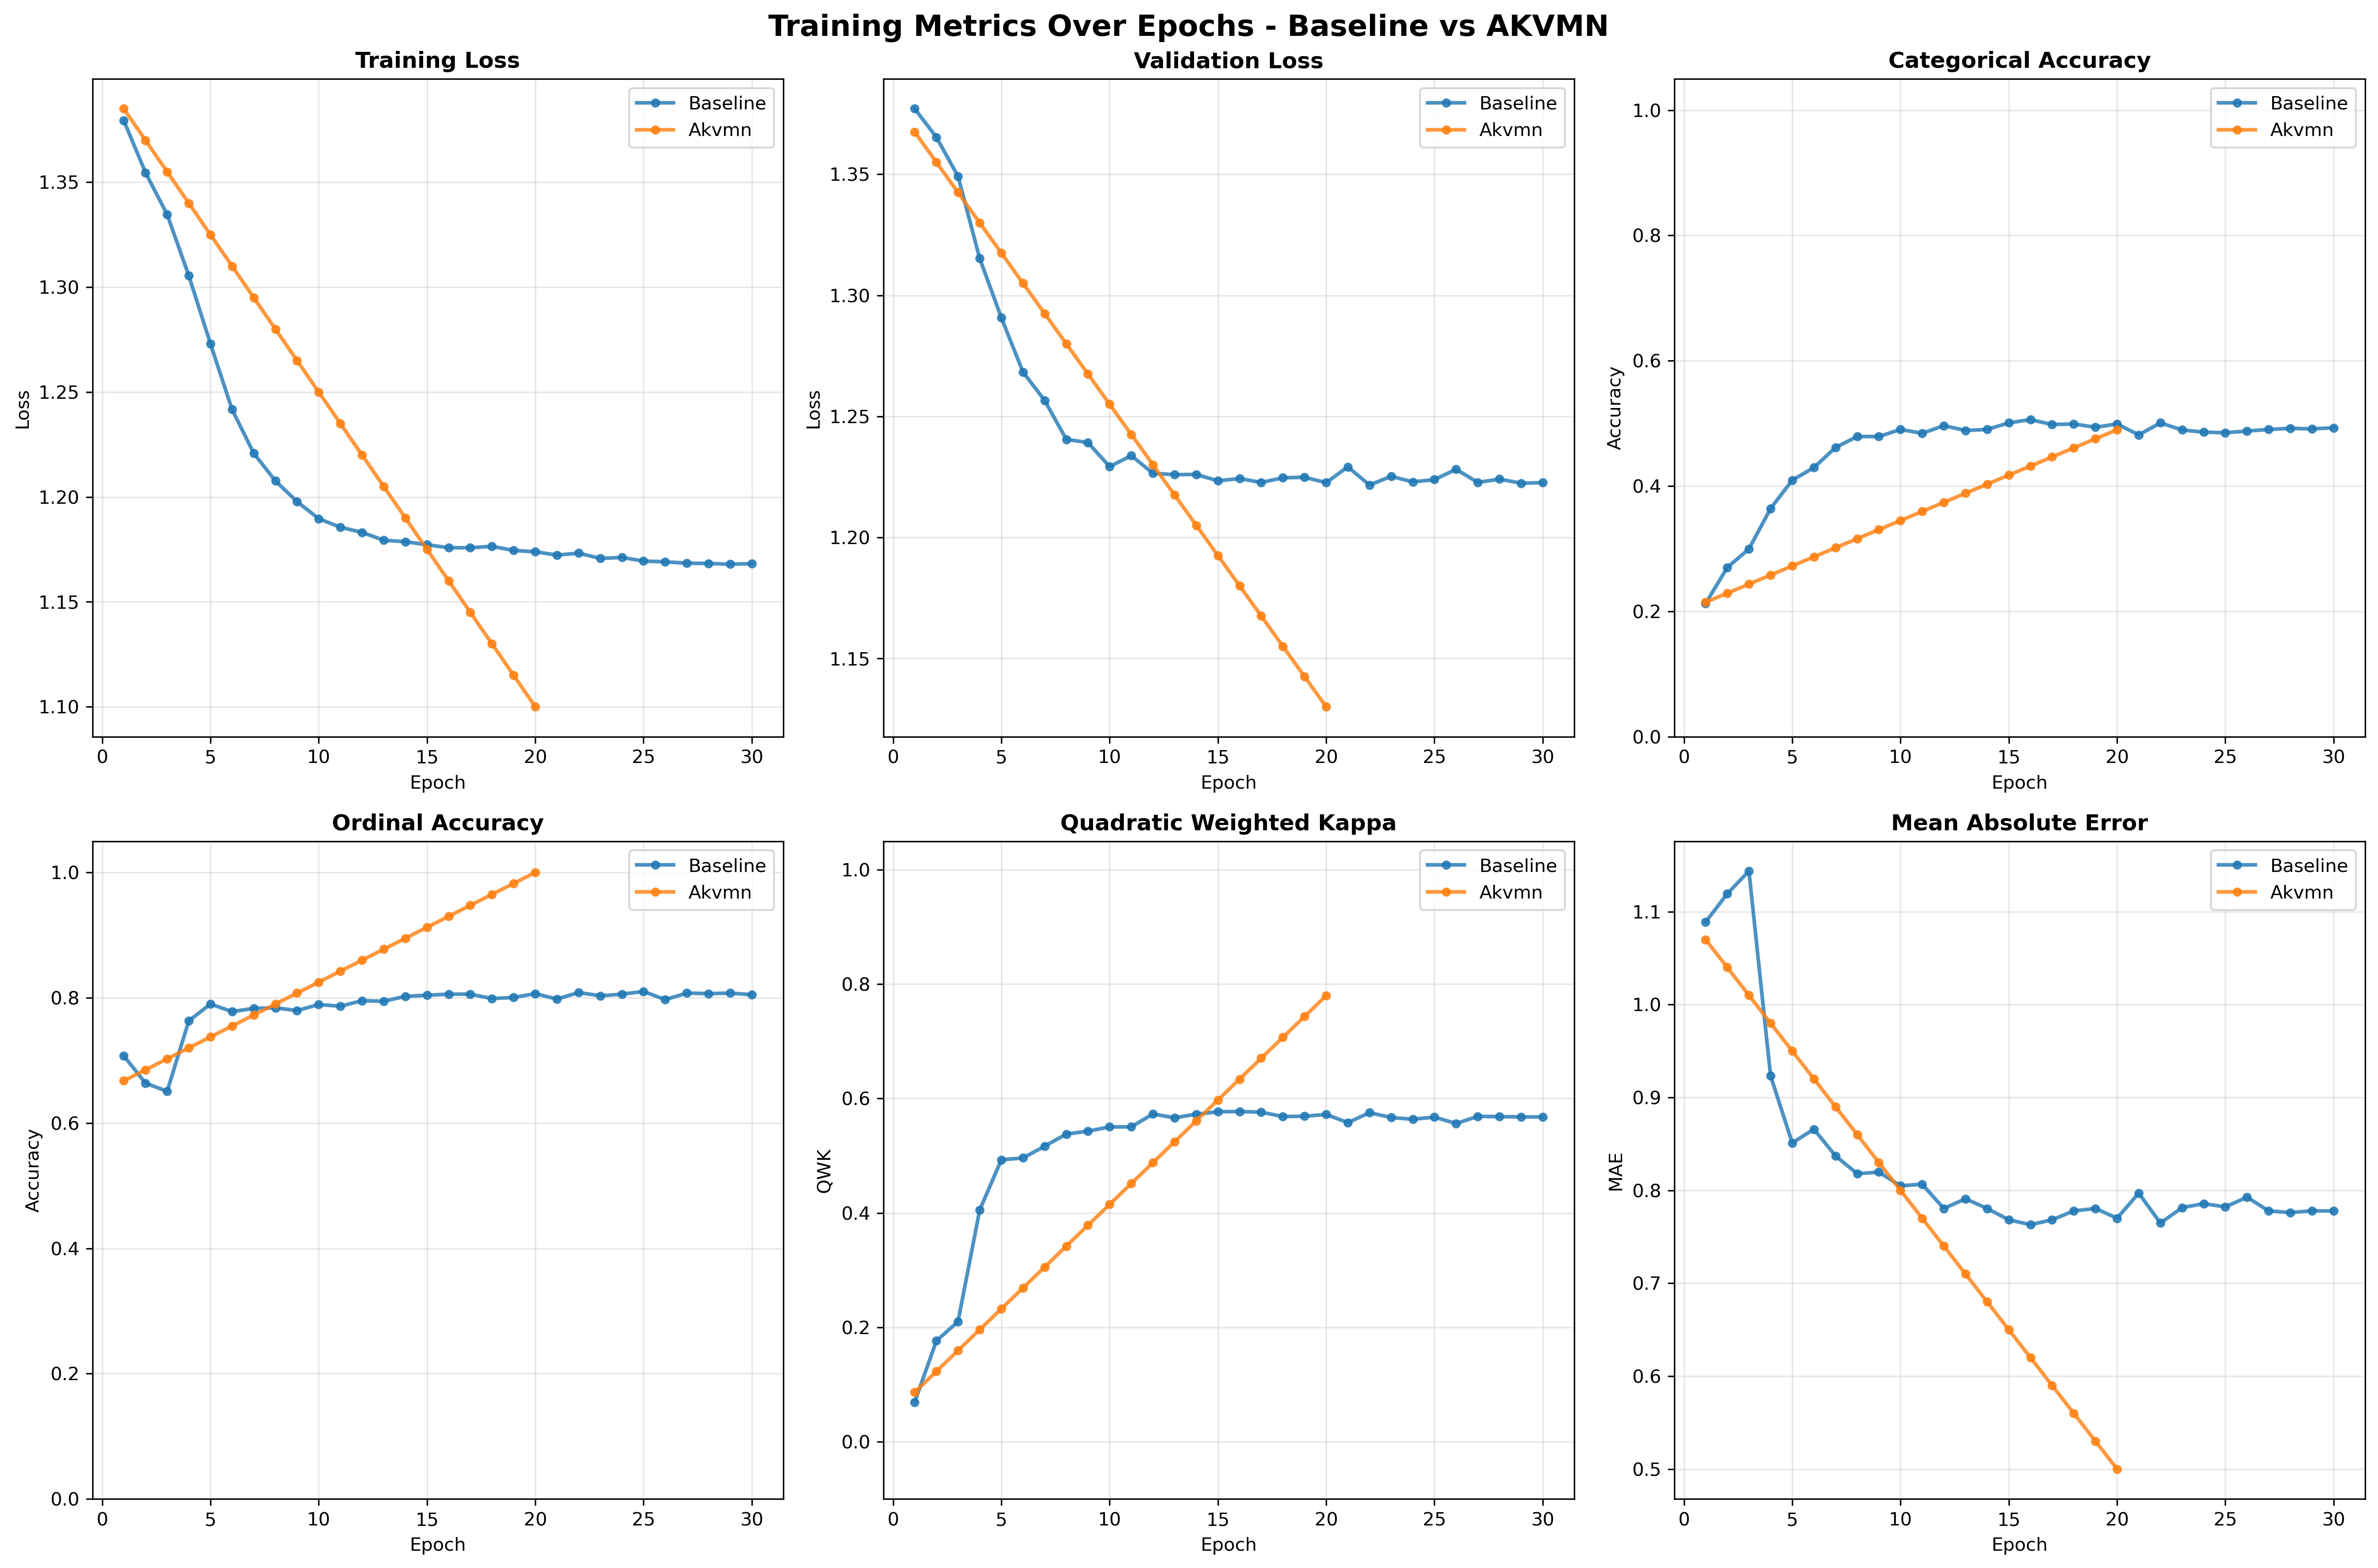 Training Metrics Over Epochs - Baseline vs AKVMN
Training Loss
Baseline
Akvmn
1.35
1.30
1.25
1.20
1.15
1.10
Loss
0 5 10 15 20 25 30
Epoch
Validation Loss
Baseline
Akvmn
1.35
1.30
1.25
1.20
1.15
Loss
0 5 10 15 20 25 30
Epoch
Categorical Accuracy
Baseline
Akvmn
1.0
0.8
0.6
0.4
0.2
0.0
Accuracy
0 5 10 15 20 25 30
Epoch
Ordinal Accuracy
Baseline
Akvmn
1.0
0.8
0.6
0.4
0.2
0.0
Accuracy
0 5 10 15 20 25 30
Epoch
Quadratic Weighted Kappa
Baseline
Akvmn
1.0
0.8
0.6
0.4
0.2
0.0
QWK
0 5 10 15 20 25 30
Epoch
Mean Absolute Error
Baseline
Akvmn
1.1
1.0
0.9
0.8
0.7
0.6
0.5
MAE
0 5 10 15 20 25 30
Epoch